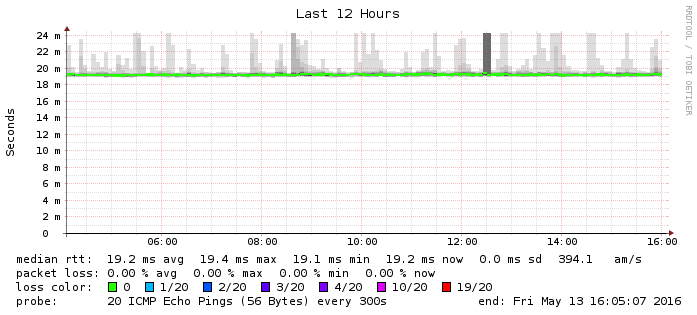 Last 12 Hours
RRDTOOL / TOBI OETIKER
Seconds
24 m
22 m
20 m
18 m
16 m
14 m
12 m
10 m
8 m
6 m
4 m
2 m
0
06:00 08:00 10:00 12:00 14:00 16:00
median rtt: 19.2 ms avg 19.4 ms max 19.1 ms min 19.2 ms now 0.0 ms sd 394.1 am/s
packet loss: 0.00 % avg 0.00 % max 0.00 % min 0.00 % now
loss color: 0 1/20 2/20 3/20 4/20 10/20 19/20
probe: 20 ICMP Echo Pings (56 Bytes) every 300s end: Fri May 13 16:05:07 2016